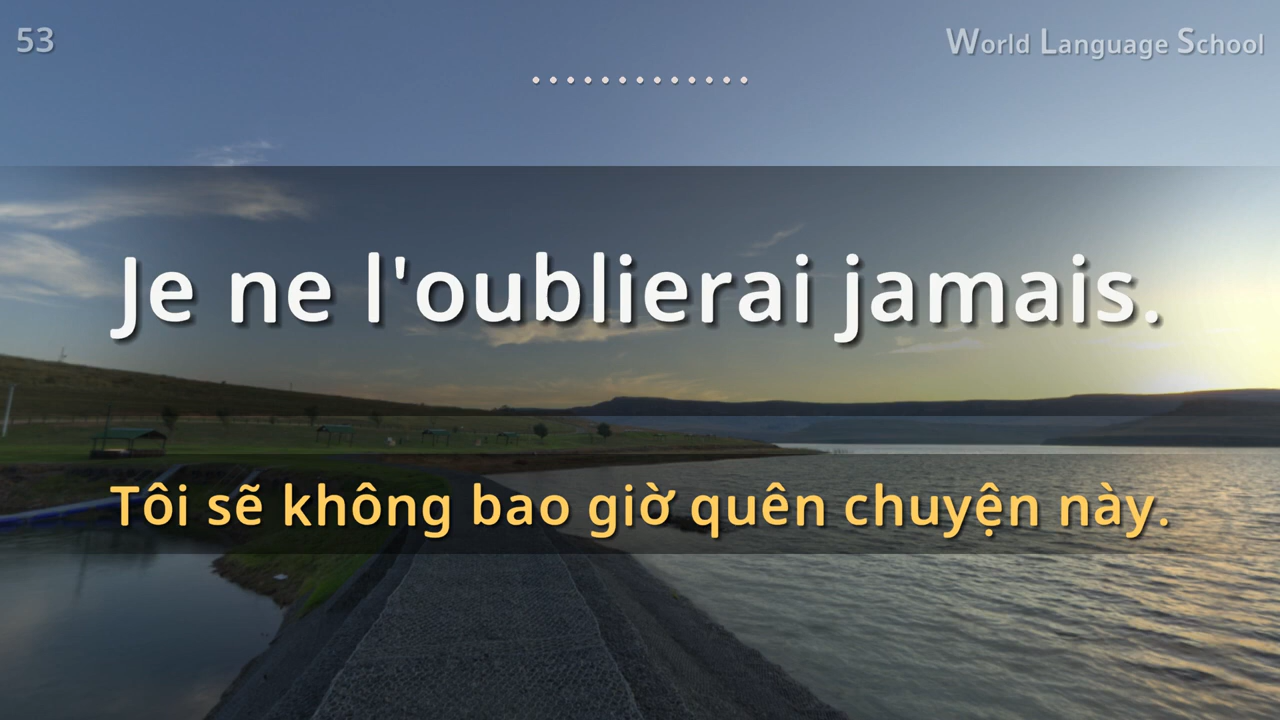 53
World Language School
Je ne l'oublierai jamais.
Tôi sẽ không bao giờ quên chuyện này.